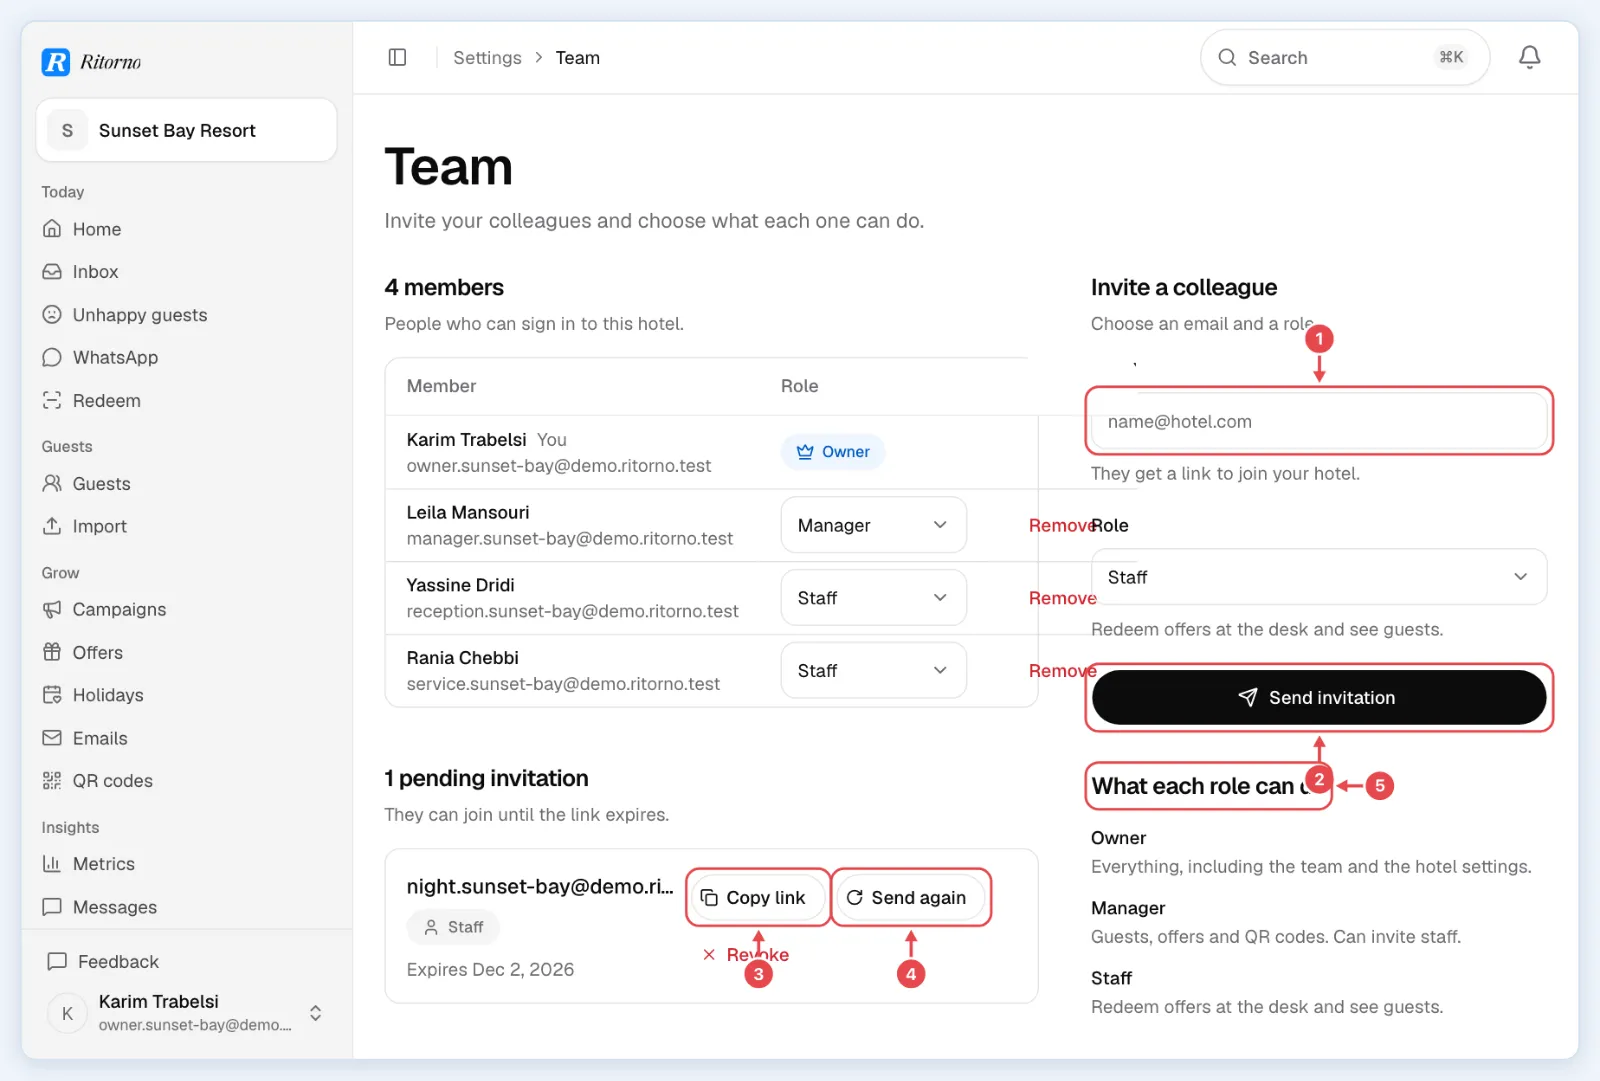 R Ritorno
S Sunset Bay Resort
Today
Home
Inbox
Unhappy guests
WhatsApp
Redeem
Guests
Guests
Import
Grow
Campaigns
Offers
Holidays
Emails
QR codes
Insights
Metrics
Messages
Feedback
K Karim Trabelsi
owner.sunset-bay@demo....
Settings > Team
Search ⌘K
Team
Invite your colleagues and choose what each one can do.
4 members
People who can sign in to this hotel.
Member Role
Karim Trabelsi You
owner.sunset-bay@demo.ritorno.test
Owner
Leila Mansouri
manager.sunset-bay@demo.ritorno.test
Manager
Remove
Yassine Dridi
reception.sunset-bay@demo.ritorno.test
Staff
Remove
Rania Chebbi
service.sunset-bay@demo.ritorno.test
Staff
Remove
1 pending invitation
They can join until the link expires.
night.sunset-bay@demo.ri...
Staff
Expires Dec 2, 2026
Copy link
Send again
Revoke
3
4
Invite a colleague
Choose an email and a role
1
name@hotel.com
They get a link to join your hotel.
Role
Staff
Redeem offers at the desk and see guests.
Send invitation
What each role can
2
5
Owner
Everything, including the team and the hotel settings.
Manager
Guests, offers and QR codes. Can invite staff.
Staff
Redeem offers at the desk and see guests.